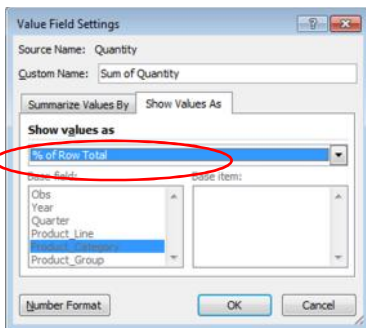 Value Field Settings
Source Name: Quantity
Custom Name: Sum of Quantity
Summarize Values By Show Values As
Show values as
% of Row Total
Base field: Base item:
Obs
Year
Quarter
Product_Line
Product_Category
Product_Group
Number Format OK Cancel